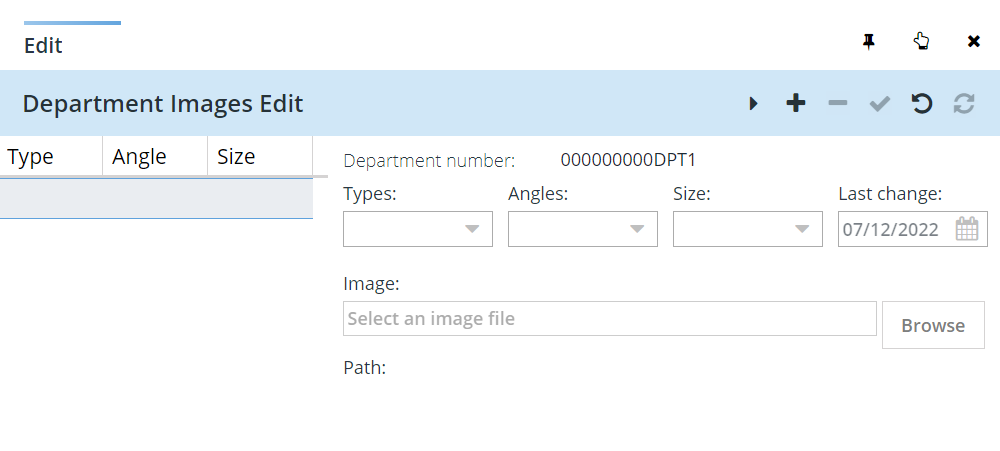 Edit
Department Images Edit
Type Angle Size
Department number: 000000000DPT1
Types: Angles: Size: Last change:
07/12/2022
Image:
Select an image file
Browse
Path: